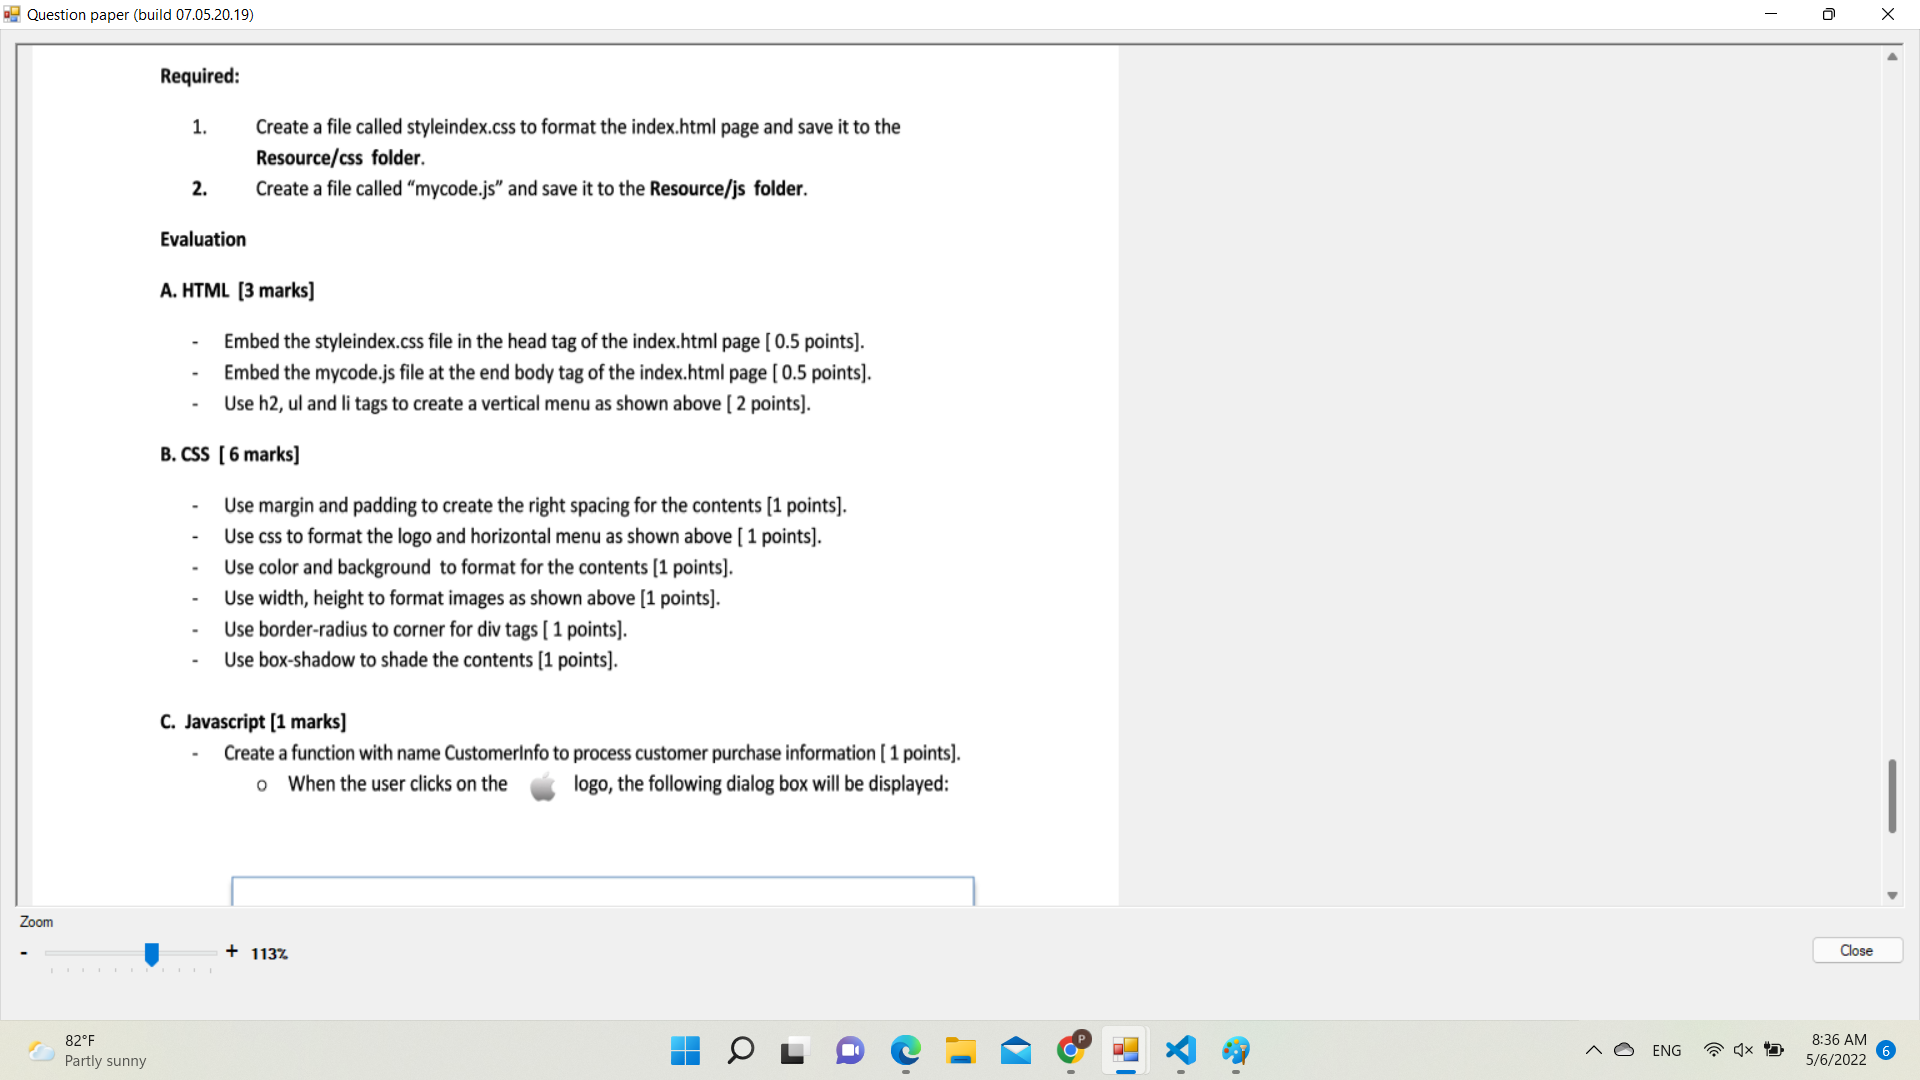 Question paper (build 07.05.20.19)
Required:
1. Create a file called styleindex.css to format the index.html page and save it to the
Resource/css folder.
2. Create a file called “mycode.js” and save it to the Resource/js folder.
Evaluation
A. HTML [3 marks]
- Embed the styleindex.css file in the head tag of the index.html page [ 0.5 points].
- Embed the mycode.js file at the end body tag of the index.html page [ 0.5 points].
- Use h2, ul and li tags to create a vertical menu as shown above [ 2 points].
B. CSS [ 6 marks]
- Use margin and padding to create the right spacing for the contents [1 points].
- Use css to format the logo and horizontal menu as shown above [ 1 points].
- Use color and background to format for the contents [1 points].
- Use width, height to format images as shown above [1 points].
- Use border-radius to corner for div tags [ 1 points].
- Use box-shadow to shade the contents [1 points].
C. Javascript [1 marks]
- Create a function with name CustomerInfo to process customer purchase information [ 1 points].
o When the user clicks on the logo, the following dialog box will be displayed:
Zoom
- + 113%
Close
82°F
Partly sunny
P
ENG
8:36 AM
5/6/2022
6